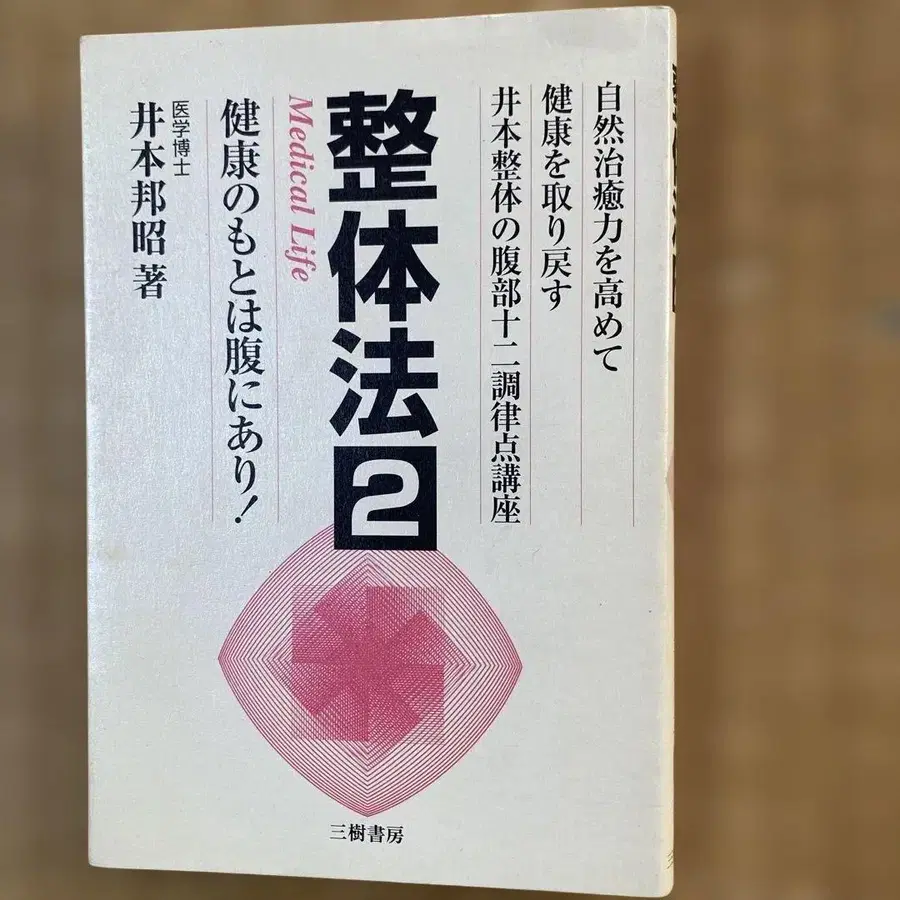 自然治癒力を高めて
健康を取り戻す
井本整体の腹部十二調律点講座
整体法2
Medical Life
健康のもとは腹にあり!
医学博士
井本邦昭 著
三樹書房